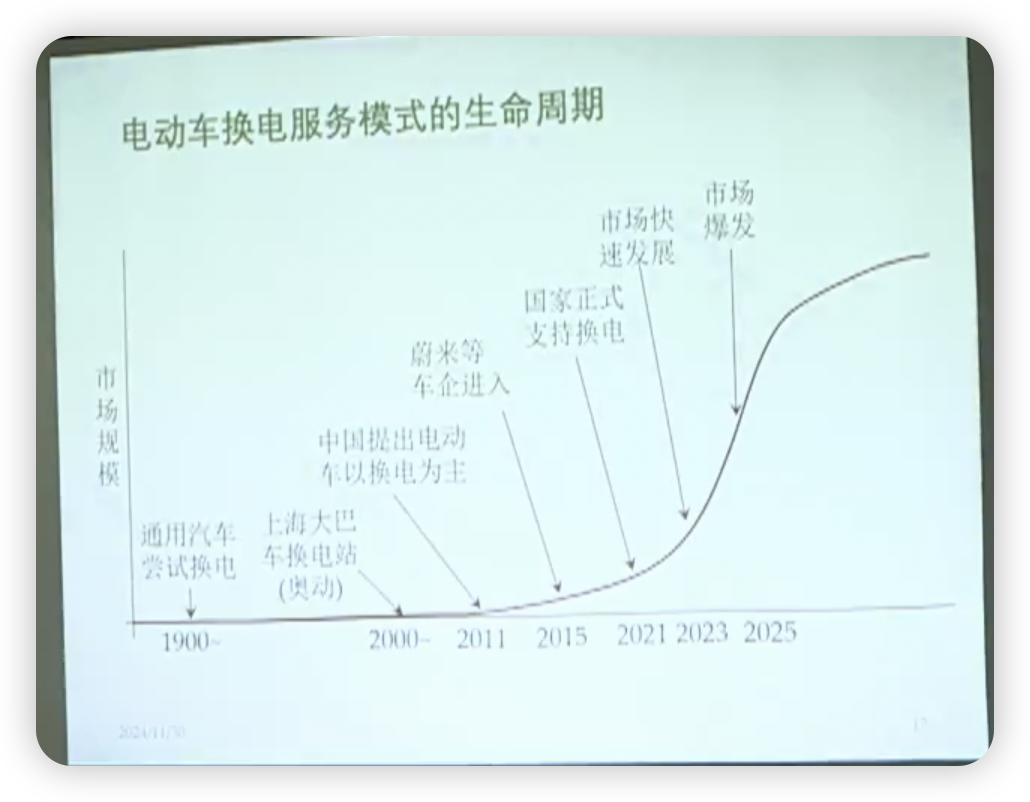 电动车换电服务模式的生命周期
市场
爆发
市场快
速发展
国家正式
支持换电
蔚来等
车企进入
中国提出电动
车以换电为主
上海大巴
车换电站
(奥动)
通用汽车
尝试换电
市场规模
1900~ 2000~ 2011 2015 2021 2023 2025
2024/11/30
17